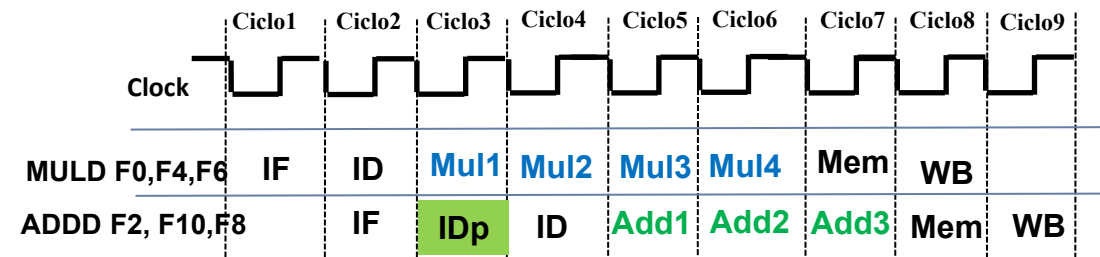 Ciclo1 Ciclo2 Ciclo3 Ciclo4 Ciclo5 Ciclo6 Ciclo7 Ciclo8 Ciclo9
Clock
MULD F0,F4,F6 IF ID Mul1 Mul2 Mul3 Mul4 Mem WB
ADDD F2, F10,F8 IF IDp ID Add1 Add2 Add3 Mem WB